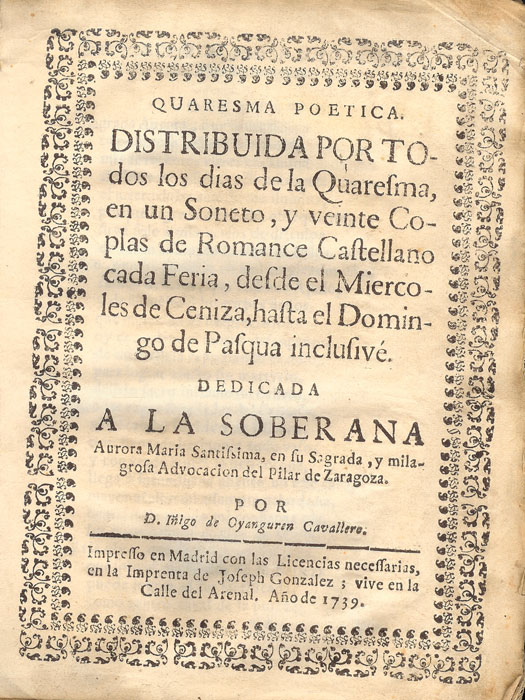 QUARESMA POETICA.
DISTRIBUIDA POR TO-
dos los dias de la Quareſma,
en un Soneto, y veinte Co-
plas de Romance Caſtellano
cada Feria, deſde el Mierco-
les de Ceniza, haſta el Domin-
go de Paſqua incluſivé.
DEDICADA
A LA SOBERANA
Aurora Maria Santiſsima, en ſu Sagrada, y mila-
groſa Advocacion del Pilar de Zaragoza.
POR
D. Iñigo de Oyanguren Cavallero.
Impreſſo en Madrid con las Licencias neceſſarias,
en la Imprenta de Joſeph Gonzalez; vive en la
Calle del Arenal. Año de 1739.